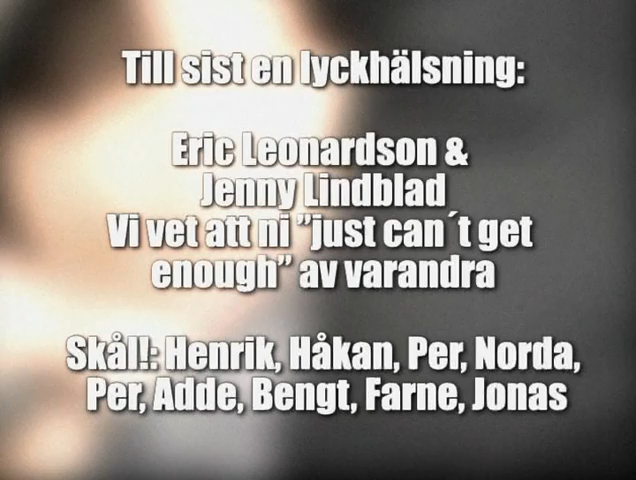 Till sist en lyckhälsning:
Eric Leonardson &
Jenny Lindblad
Vi vet att ni ”just can´t get
enough” av varandra
Skål!: Henrik, Håkan, Per, Norda,
Per, Adde, Bengt, Farne, Jonas